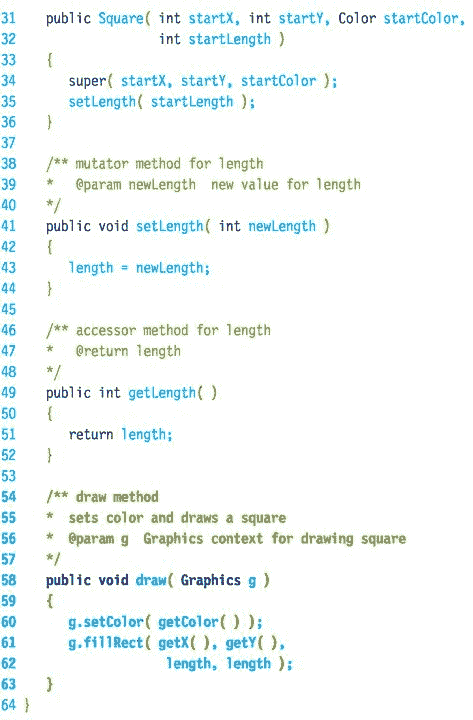 31 public Square( int startX, int startY, Color startColor,
32 int startLength )
33 {
34 super( startX, startY, startColor );
35 setLength( startLength );
36 }
37
38 /** mutator method for length
39 * @param newLength new value for length
40 */
41 public void setLength( int newLength )
42 {
43 length = newLength;
44 }
45
46 /** accessor method for length
47 * @return length
48 */
49 public int getLength( )
50 {
51 return length;
52 }
53
54 /** draw method
55 * sets color and draws a square
56 * @param g Graphics context for drawing square
57 */
58 public void draw( Graphics g )
59 {
60 g.setColor( getColor( ) );
61 g.fillRect( getX( ), getY( ),
62 length, length );
63 }
64 }